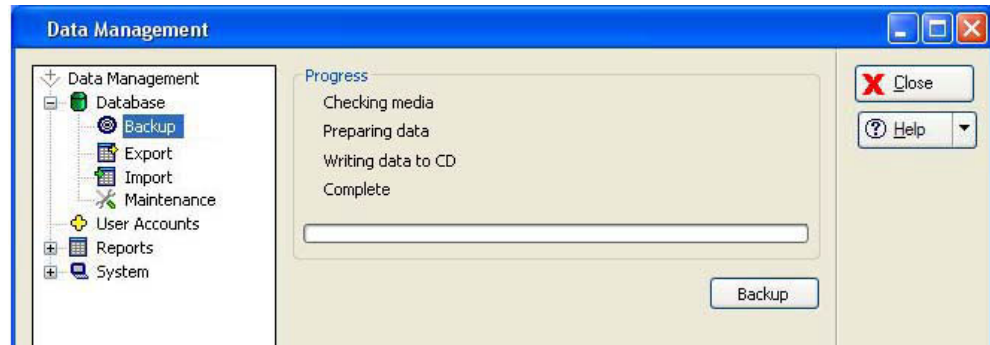 Data Management
Data Management
Database
Backup
Export
Import
Maintenance
User Accounts
Reports
System
Progress
Checking media
Preparing data
Writing data to CD
Complete
Backup
Close
Help